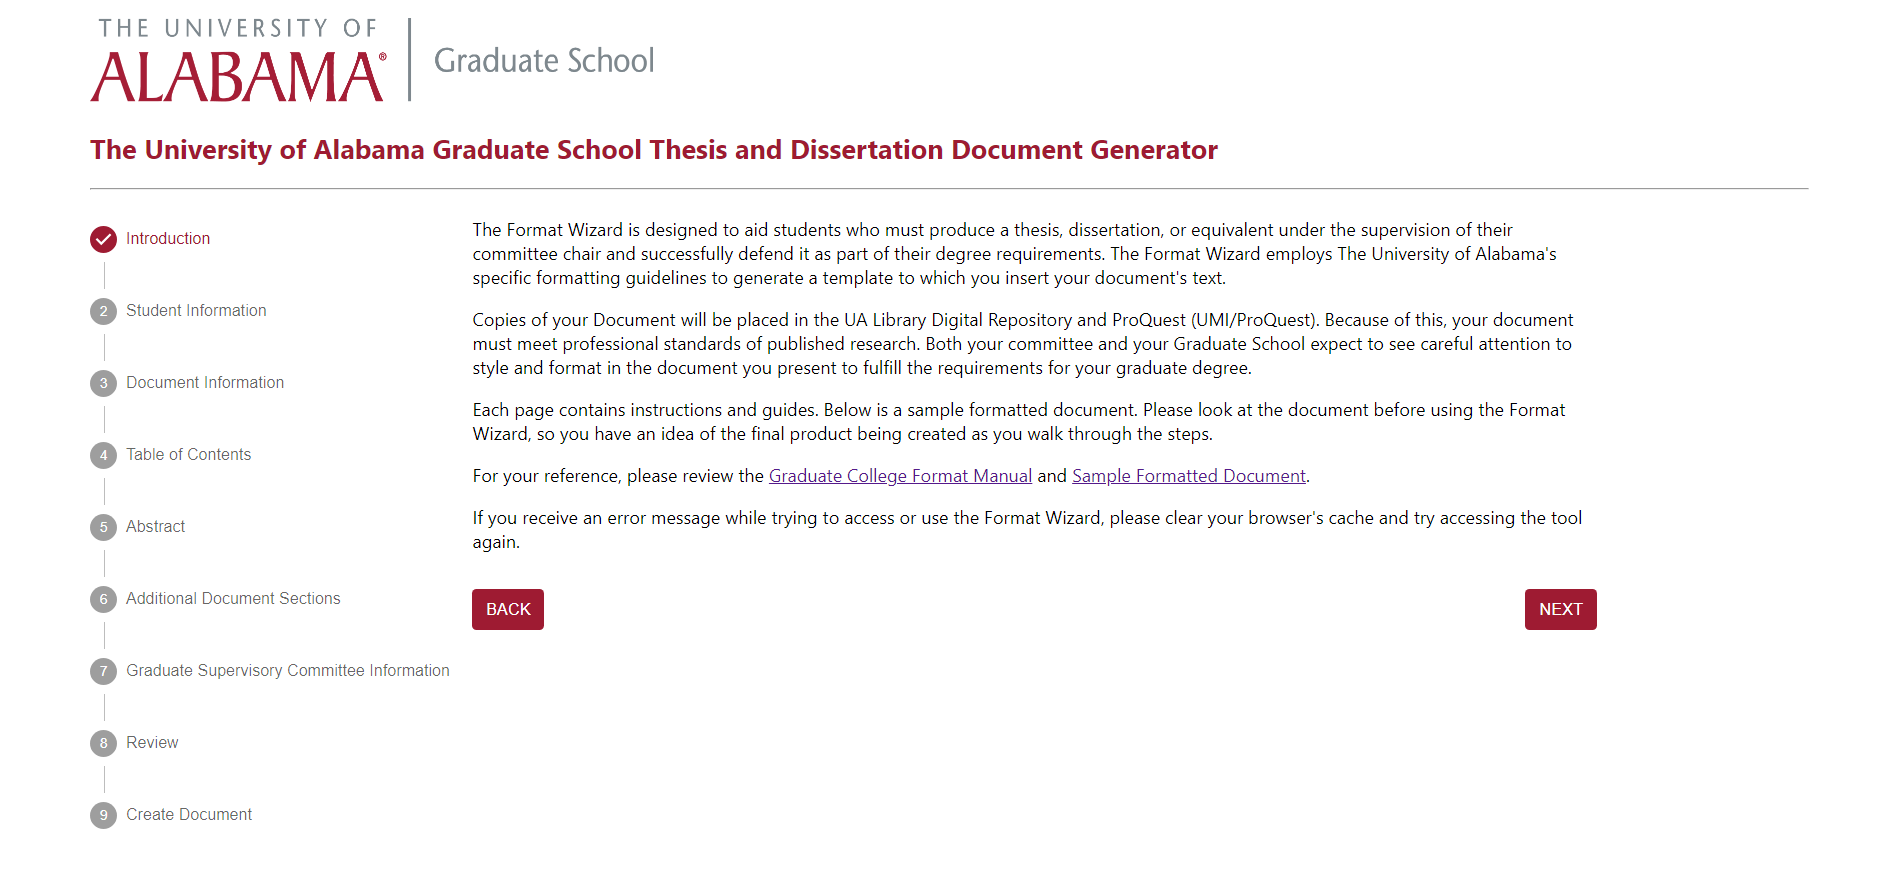 THE UNIVERSITY OF
ALABAMA®
Graduate School
The University of Alabama Graduate School Thesis and Dissertation Document Generator
Introduction
2 Student Information
3 Document Information
4 Table of Contents
5 Abstract
6 Additional Document Sections
7 Graduate Supervisory Committee Information
8 Review
9 Create Document
The Format Wizard is designed to aid students who must produce a thesis, dissertation, or equivalent under the supervision of their
committee chair and successfully defend it as part of their degree requirements. The Format Wizard employs The University of Alabama's
specific formatting guidelines to generate a template to which you insert your document's text.
Copies of your Document will be placed in the UA Library Digital Repository and ProQuest (UMI/ProQuest). Because of this, your document
must meet professional standards of published research. Both your committee and your Graduate School expect to see careful attention to
style and format in the document you present to fulfill the requirements for your graduate degree.
Each page contains instructions and guides. Below is a sample formatted document. Please look at the document before using the Format
Wizard, so you have an idea of the final product being created as you walk through the steps.
For your reference, please review the Graduate College Format Manual and Sample Formatted Document.
If you receive an error message while trying to access or use the Format Wizard, please clear your browser's cache and try accessing the tool
again.
BACK
NEXT